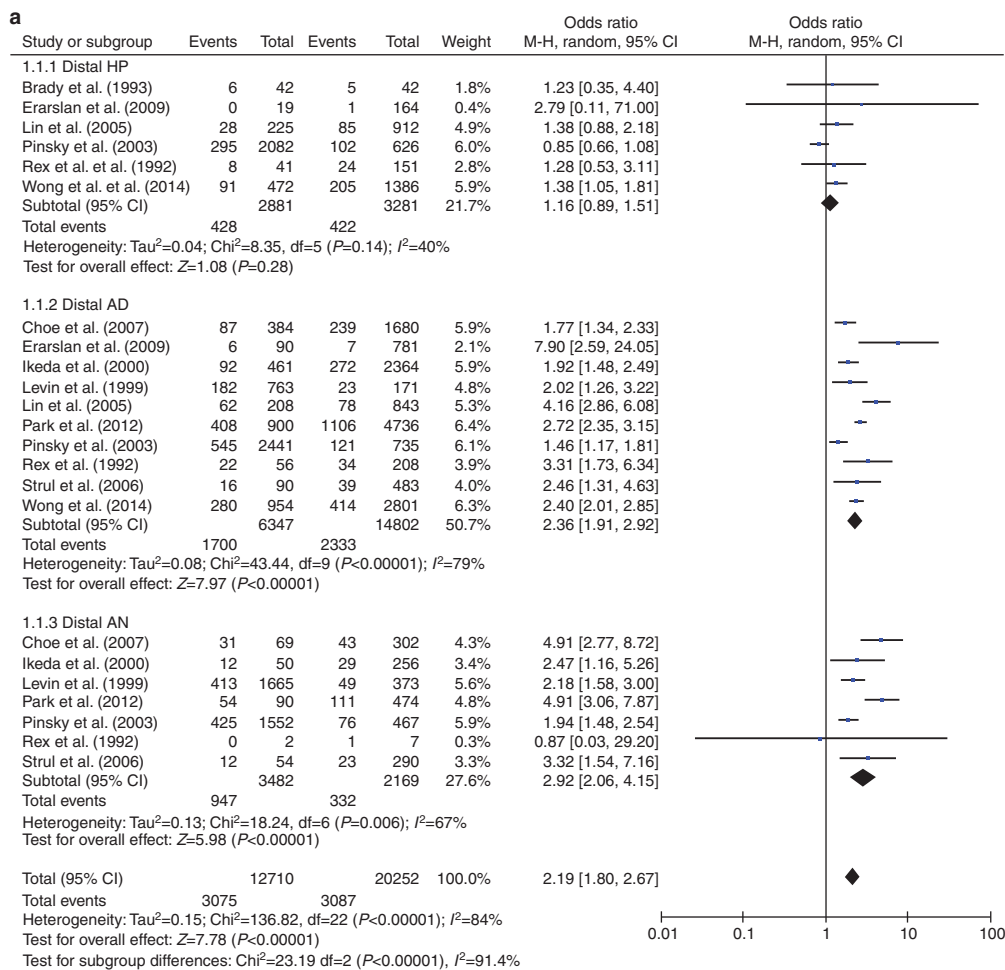 a
Odds ratio Odds ratio
Study or subgroup Events Total Events Total Weight M-H, random, 95% CI M-H, random, 95% CI
1.1.1 Distal HP
Brady et al. (1993) 6 42 5 42 1.8% 1.23 [0.35, 4.40]
Erarslan et al. (2009) 0 19 1 164 0.4% 2.79 [0.11, 71.00]
Lin et al. (2005) 28 225 85 912 4.9% 1.38 [0.88, 2.18]
Pinsky et al. (2003) 295 2082 102 626 6.0% 0.85 [0.66, 1.08]
Rex et al. et al. (1992) 8 41 24 151 2.8% 1.28 [0.53, 3.11]
Wong et al. et al. (2014) 91 472 205 1386 5.9% 1.38 [1.05, 1.81]
Subtotal (95% CI) 2881 3281 21.7% 1.16 [0.89, 1.51]
Total events 428 422
Heterogeneity: Tau²=0.04; Chi²=8.35, df=5 (P=0.14); I²=40%
Test for overall effect: Z=1.08 (P=0.28)
1.1.2 Distal AD
Choe et al. (2007) 87 384 239 1680 5.9% 1.77 [1.34, 2.33]
Erarslan et al. (2009) 6 90 7 781 2.1% 7.90 [2.59, 24.05]
Ikeda et al. (2000) 92 461 272 2364 5.9% 1.92 [1.48, 2.49]
Levin et al. (1999) 182 763 23 171 4.8% 2.02 [1.26, 3.22]
Lin et al. (2005) 62 208 78 843 5.3% 4.16 [2.86, 6.08]
Park et al. (2012) 408 900 1106 4736 6.4% 2.72 [2.35, 3.15]
Pinsky et al. (2003) 545 2441 121 735 6.1% 1.46 [1.17, 1.81]
Rex et al. (1992) 22 56 34 208 3.9% 3.31 [1.73, 6.34]
Strul et al. (2006) 16 90 39 483 4.0% 2.46 [1.31, 4.63]
Wong et al. (2014) 280 954 414 2801 6.3% 2.40 [2.01, 2.85]
Subtotal (95% CI) 6347 14802 50.7% 2.36 [1.91, 2.92]
Total events 1700 2333
Heterogeneity: Tau²=0.08; Chi²=43.44, df=9 (P<0.00001); I²=79%
Test for overall effect: Z=7.97 (P<0.00001)
1.1.3 Distal AN
Choe et al. (2007) 31 69 43 302 4.3% 4.91 [2.77, 8.72]
Ikeda et al. (2000) 12 50 29 256 3.4% 2.47 [1.16, 5.26]
Levin et al. (1999) 413 1665 49 373 5.6% 2.18 [1.58, 3.00]
Park et al. (2012) 54 90 111 474 4.8% 4.91 [3.06, 7.87]
Pinsky et al. (2003) 425 1552 76 467 5.9% 1.94 [1.48, 2.54]
Rex et al. (1992) 0 2 1 7 0.3% 0.87 [0.03, 29.20]
Strul et al. (2006) 12 54 23 290 3.3% 3.32 [1.54, 7.16]
Subtotal (95% CI) 3482 2169 27.6% 2.92 [2.06, 4.15]
Total events 947 332
Heterogeneity: Tau²=0.13; Chi²=18.24, df=6 (P=0.006); I²=67%
Test for overall effect: Z=5.98 (P<0.00001)
Total (95% CI) 12710 20252 100.0% 2.19 [1.80, 2.67]
Total events 3075 3087
Heterogeneity: Tau²=0.15; Chi²=136.82, df=22 (P<0.00001); I²=84%
Test for overall effect: Z=7.78 (P<0.00001)
Test for subgroup differences: Chi²=23.19 df=2 (P<0.00001), I²=91.4%
0.01 0.1 1 10 100